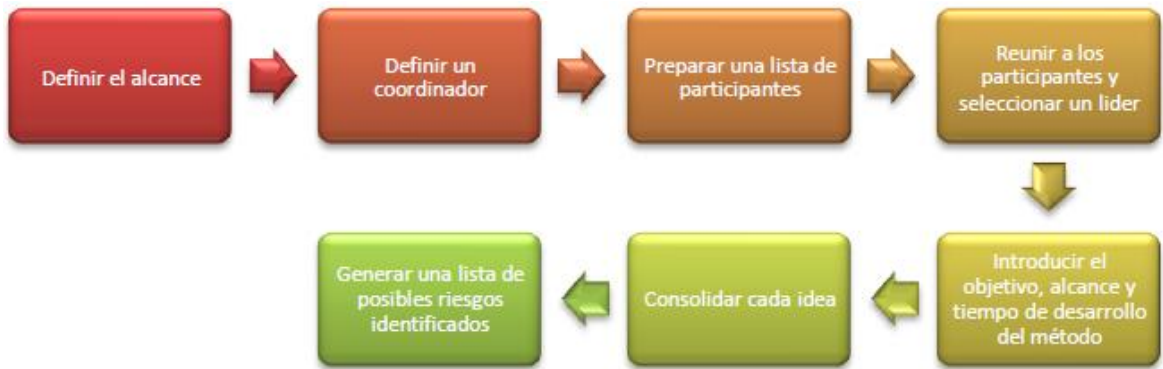 Definir el alcance
Definir un
coordinador
Preparar una lista de
participantes
Reunir a los
participantes y
seleccionar un lider
Introducir el
objetivo, alcance y
tiempo de desarrollo
del método
Consolidar cada idea
Generar una lista de
posibles riesgos
identificados